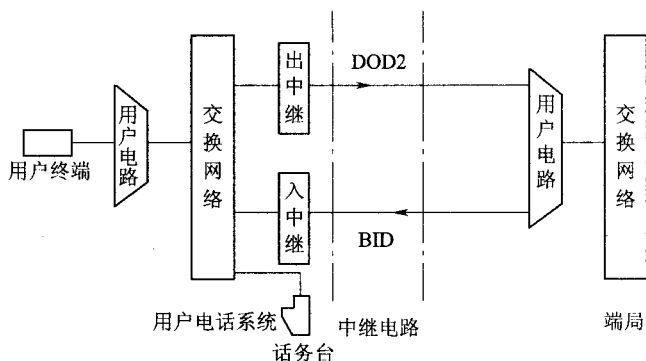 用户终端
用户电路
交换网络
出中继
入中继
DOD2
BID
用户电路
交换网络
用户电话系统
话务台
中继电路
端局